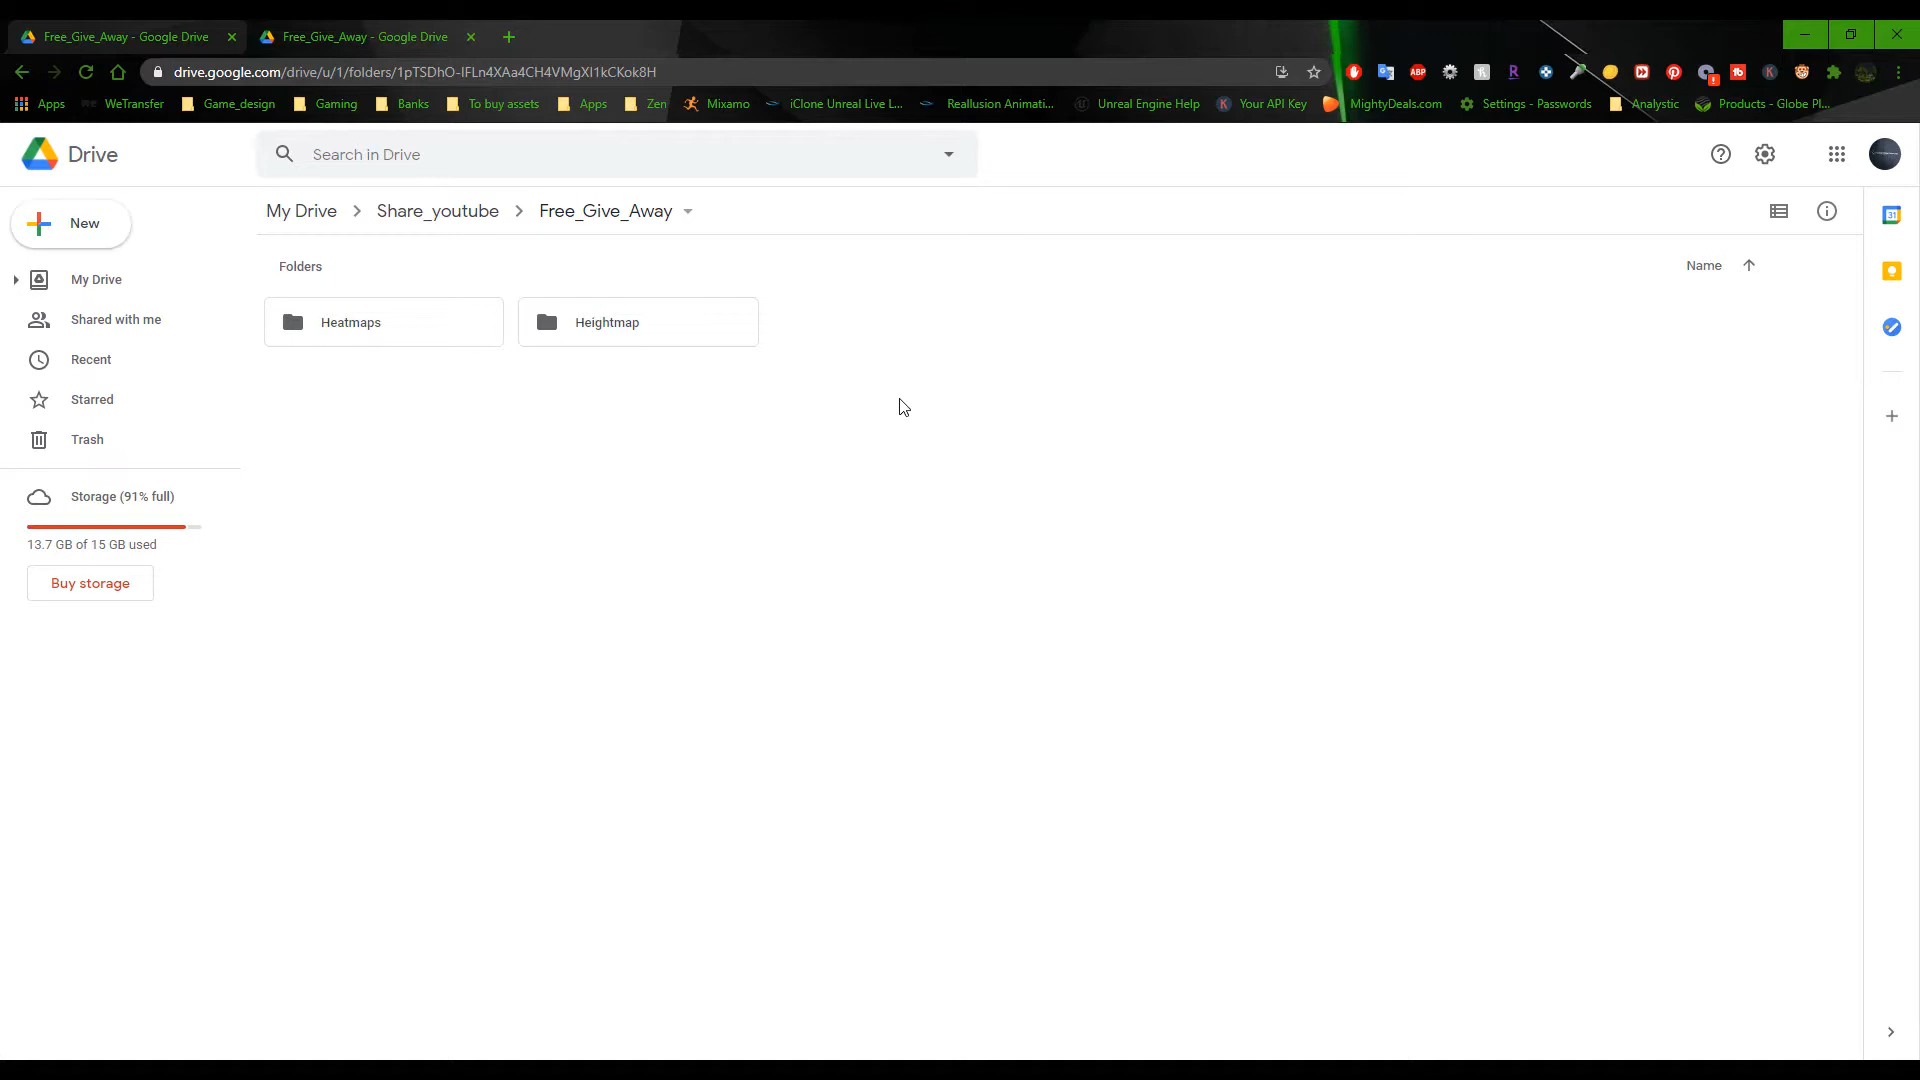 Free_Give_Away - Google Drive
Free_Give_Away - Google Drive
drive.google.com/drive/u/1/folders/1pTSDhO-IFLn4XAa4CH4VMgXI1kCKok8H
Apps
WeTransfer
Game_design
Gaming
Banks
To buy assets
Apps
Zen
Mixamo
iClone Unreal Live L...
Reallusion Animati...
Unreal Engine Help
Your API Key
MightyDeals.com
Settings - Passwords
Analystic
Products - Globe Pl...
Drive
Search in Drive
New
My Drive
Share_youtube
Free_Give_Away
My Drive
Shared with me
Recent
Starred
Trash
Storage (91% full)
13.7 GB of 15 GB used
Buy storage
Folders
Name
Heatmaps
Heightmap
ABP
R
K
31